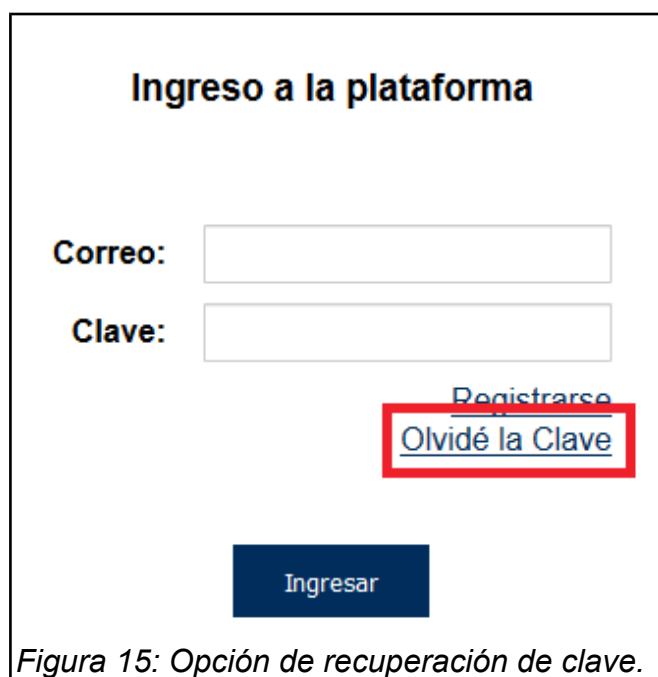 Ingreso a la plataforma
Correo:
Clave:
Registrarse
Olvidé la Clave
Ingresar
Figura 15: Opción de recuperación de clave.